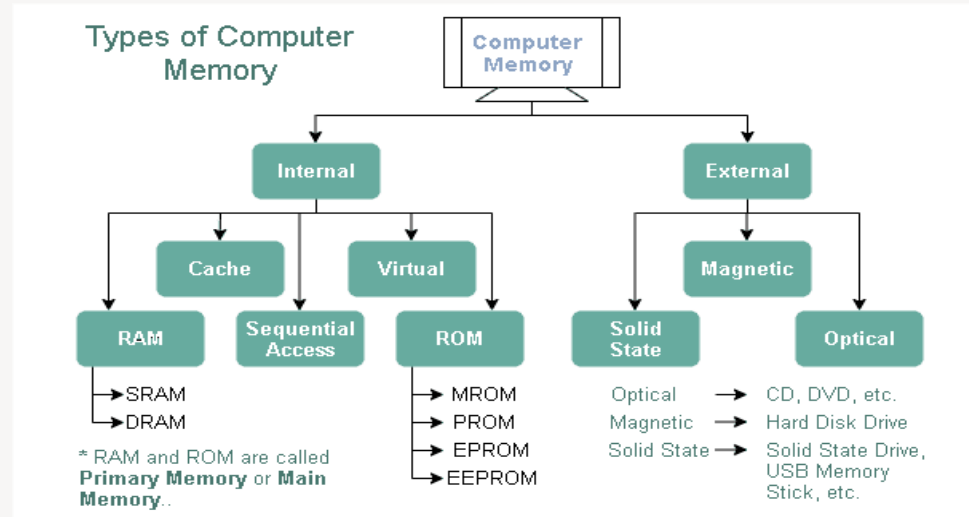 Types of Computer
Memory
Computer
Memory
Internal
External
Cache
Virtual
Magnetic
RAM
Sequential
Access
ROM
Solid
State
Optical
SRAM
DRAM
MROM
PROM
EPROM
EEPROM
* RAM and ROM are called
Primary Memory or Main
Memory..
Optical CD, DVD, etc.
Magnetic Hard Disk Drive
Solid State Solid State Drive,
USB Memory
Stick, etc.